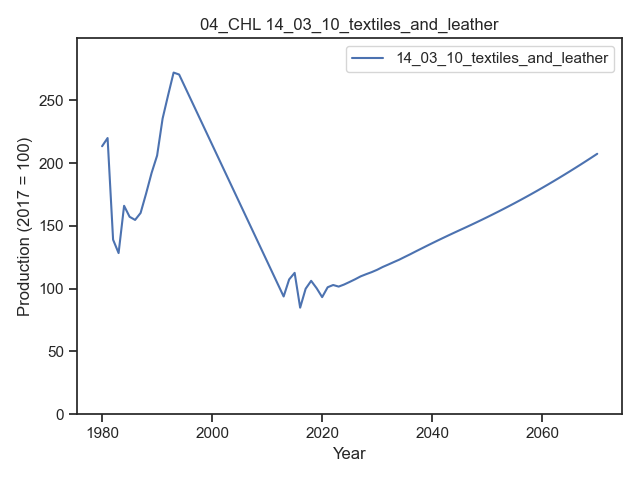 04_CHL 14_03_10_textiles_and_leather
14_03_10_textiles_and_leather
Production (2017 = 100)
250
200
150
100
50
0
1980
2000
2020
2040
2060
Year